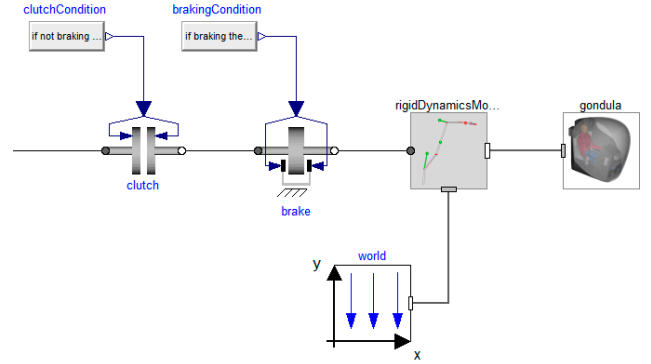 clutchCondition
brakingCondition
if not braking ...
if braking the...
rigidDynamicsMo...
gondula
clutch
brake
world
y
x